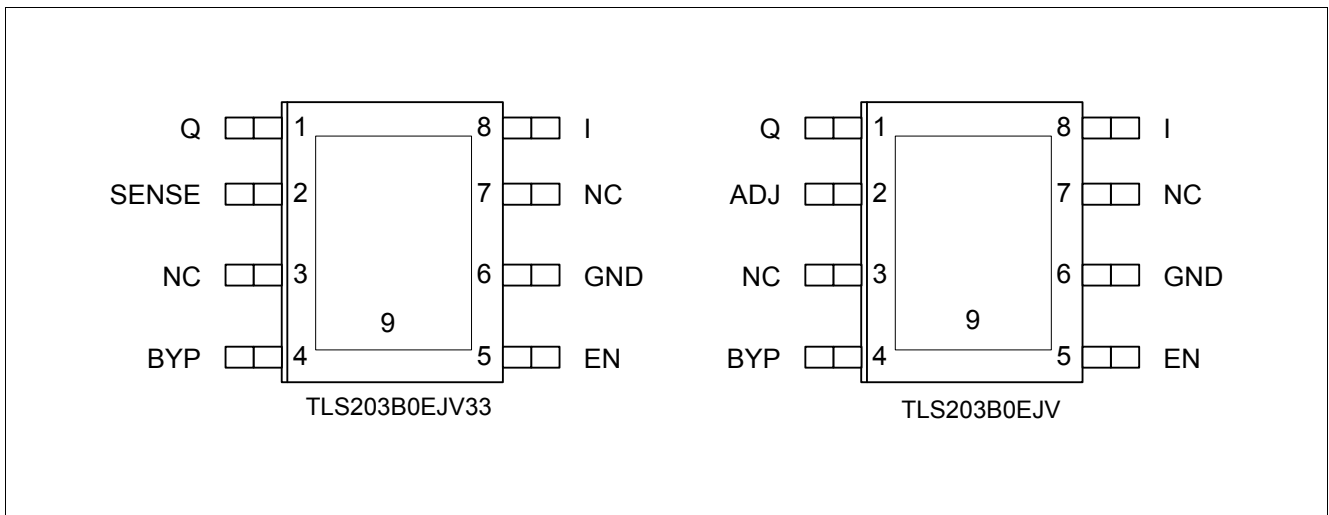 Q 1 8 I
SENSE 2 7 NC
NC 3 6 GND
9
BYP 4 5 EN
TLS203B0EJV33
Q 1 8 I
ADJ 2 7 NC
NC 3 6 GND
9
BYP 4 5 EN
TLS203B0EJV